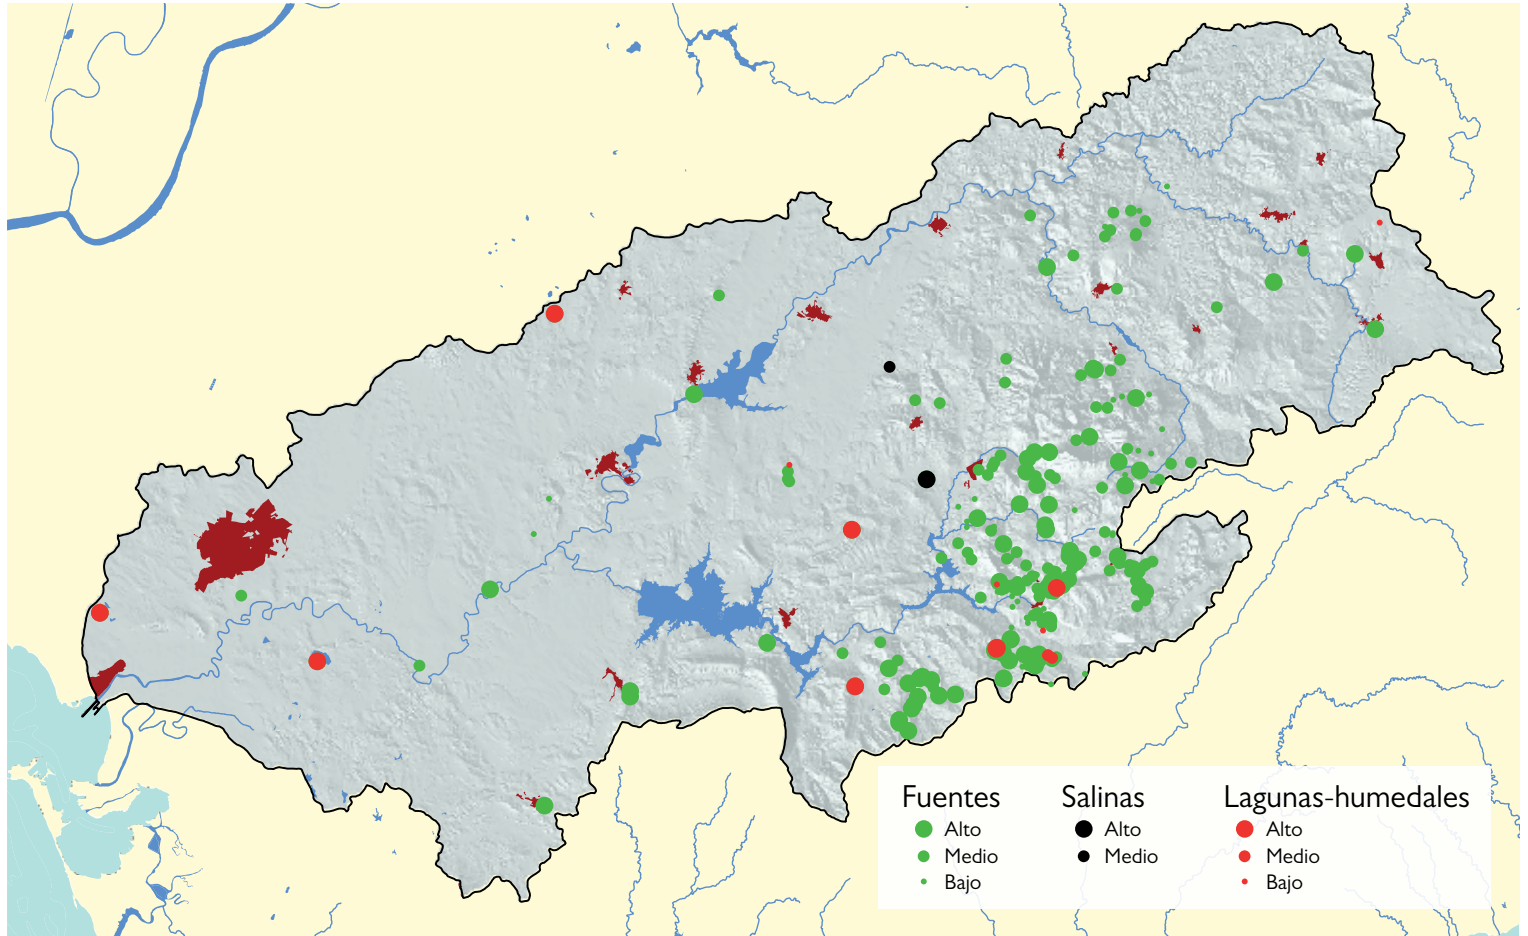 Fuentes
Alto
Medio
Bajo
Salinas
Alto
Medio
Lagunas-humedales
Alto
Medio
Bajo